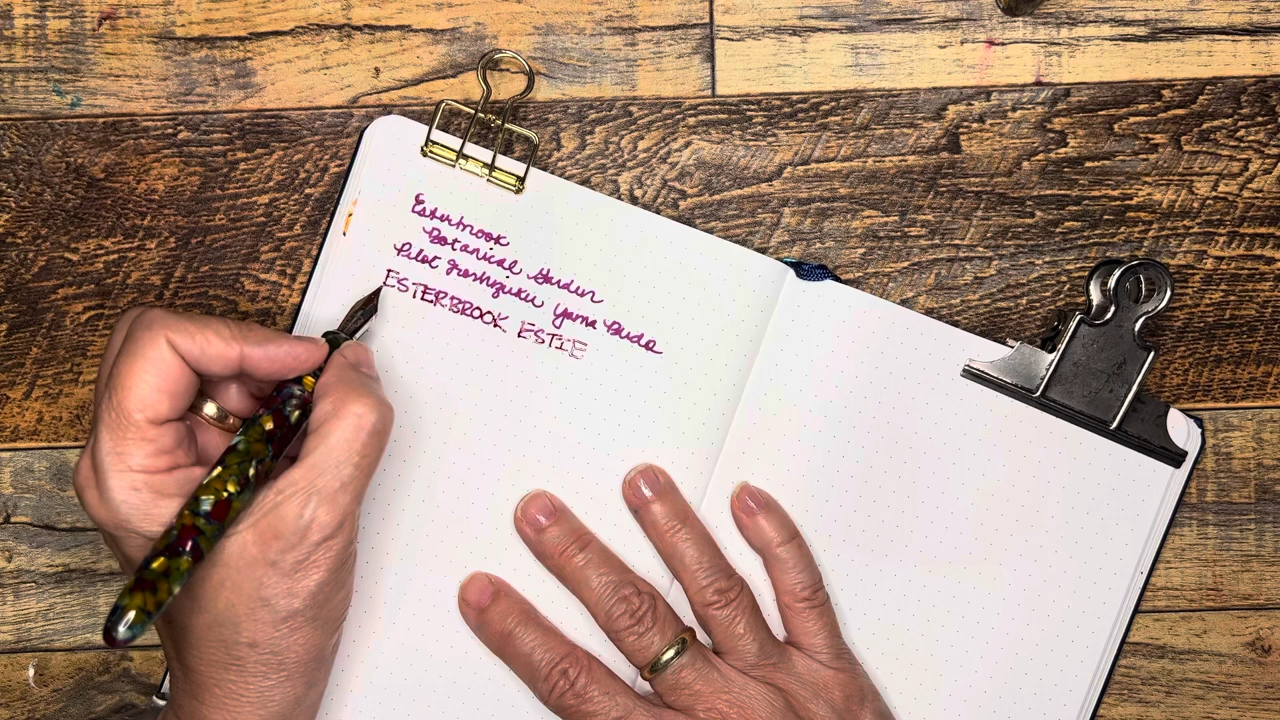 Esterbrook
Botanical Garden
Pilot Iroshizuku Yama Budo
ESTERBROOK ESTIE